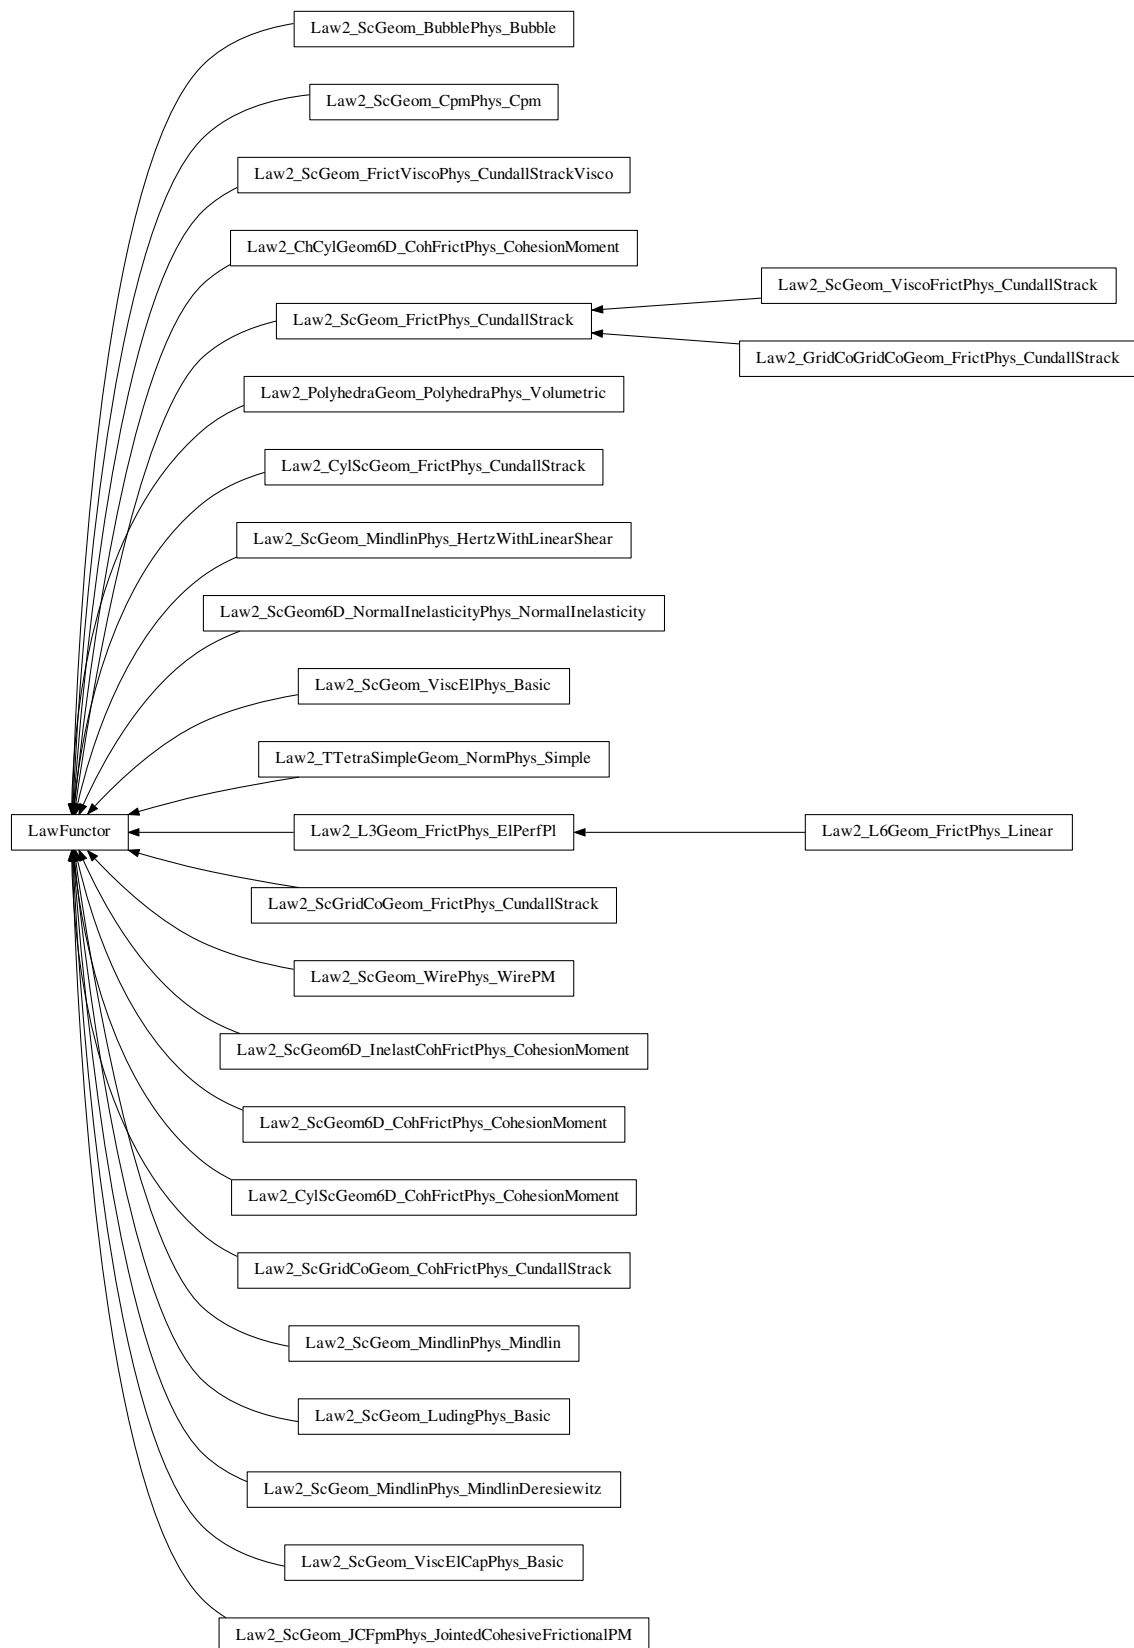 Law2_ScGeom_BubblePhys_Bubble
Law2_ScGeom_CpmPhys_Cpm
Law2_ScGeom_FrictViscoPhys_CundallStrackVisco
Law2_ChCylGeom6D_CohFrictPhys_CohesionMoment
Law2_ScGeom_ViscoFrictPhys_CundallStrack
Law2_ScGeom_FrictPhys_CundallStrack
Law2_GridCoGridCoGeom_FrictPhys_CundallStrack
Law2_PolyhedraGeom_PolyhedraPhys_Volumetric
Law2_CylScGeom_FrictPhys_CundallStrack
Law2_ScGeom_MindlinPhys_HertzWithLinearShear
Law2_ScGeom6D_NormalInelasticityPhys_NormalInelasticity
Law2_ScGeom_ViscElPhys_Basic
Law2_TTetraSimpleGeom_NormPhys_Simple
LawFunctor
Law2_L3Geom_FrictPhys_ElPerfPl
Law2_L6Geom_FrictPhys_Linear
Law2_ScGridCoGeom_FrictPhys_CundallStrack
Law2_ScGeom_WirePhys_WirePM
Law2_ScGeom6D_InelastCohFrictPhys_CohesionMoment
Law2_ScGeom6D_CohFrictPhys_CohesionMoment
Law2_CylScGeom6D_CohFrictPhys_CohesionMoment
Law2_ScGridCoGeom_CohFrictPhys_CundallStrack
Law2_ScGeom_MindlinPhys_Mindlin
Law2_ScGeom_LudingPhys_Basic
Law2_ScGeom_MindlinPhys_MindlinDeresiewitz
Law2_ScGeom_ViscElCapPhys_Basic
Law2_ScGeom_JCFpmPhys_JointedCohesiveFrictionalPM